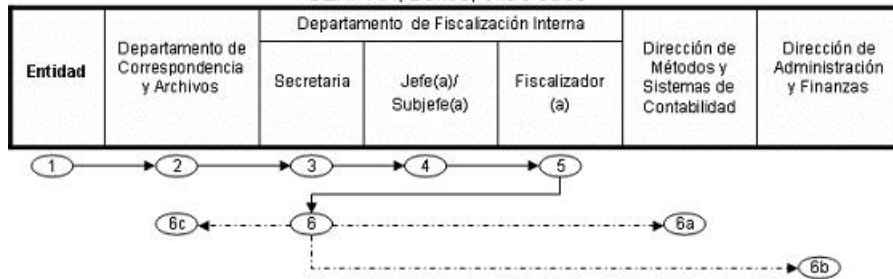 Departamento de Fiscalización Interna
Entidad
Departamento de
Correspondencia
y Archivos
Secretaria
Jefe(a)/
Subjefe(a)
Fiscalizador
(a)
Dirección de
Métodos y
Sistemas de
Contabilidad
Dirección de
Administración
y Finanzas
1
2
3
4
5
6c
6
6a
6b